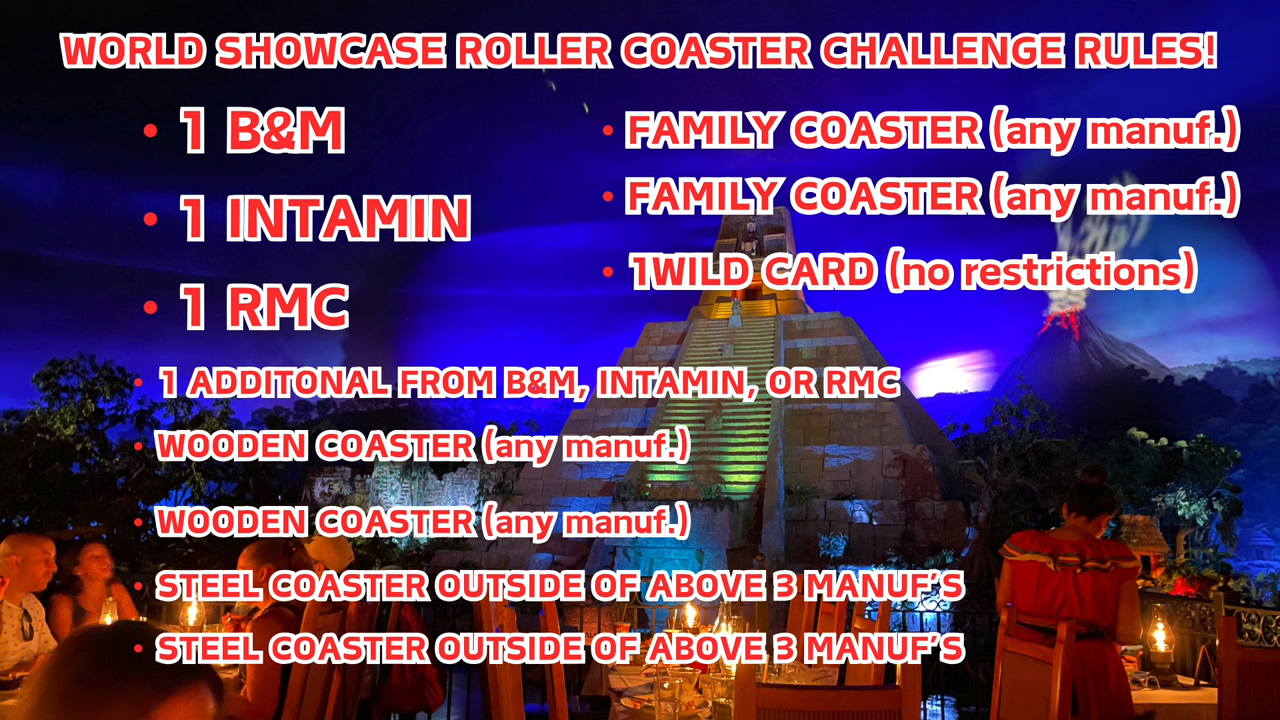 WORLD SHOWCASE ROLLER COASTER CHALLENGE RULES!
• 1 B&M
• 1 INTAMIN
• 1 RMC
• 1 ADDITONAL FROM B&M, INTAMIN, OR RMC
• WOODEN COASTER (any manuf.)
• WOODEN COASTER (any manuf.)
• STEEL COASTER OUTSIDE OF ABOVE 3 MANUF'S
• STEEL COASTER OUTSIDE OF ABOVE 3 MANUF'S
• FAMILY COASTER (any manuf.)
• FAMILY COASTER (any manuf.)
• 1WILD CARD (no restrictions)